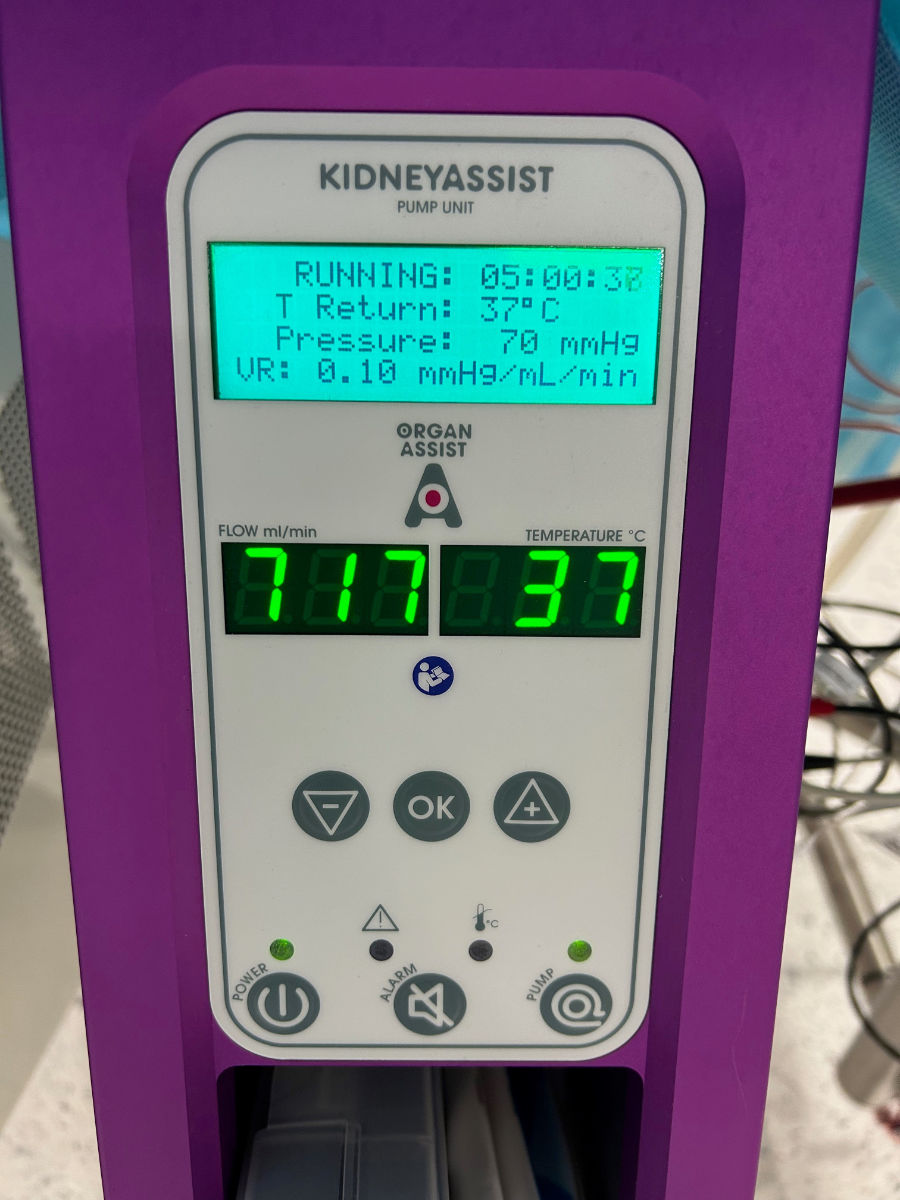 KIDNEYASSIST
PUMP UNIT
RUNNING: 05:00:38
T Return: 37°C
Pressure: 70 mmHg
VR: 0.10 mmHg/mL/min
ORGAN
ASSIST
A
FLOW ml/min
TEMPERATURE °C
717
37
- OK +
°C
POWER
ALARM
PUMP